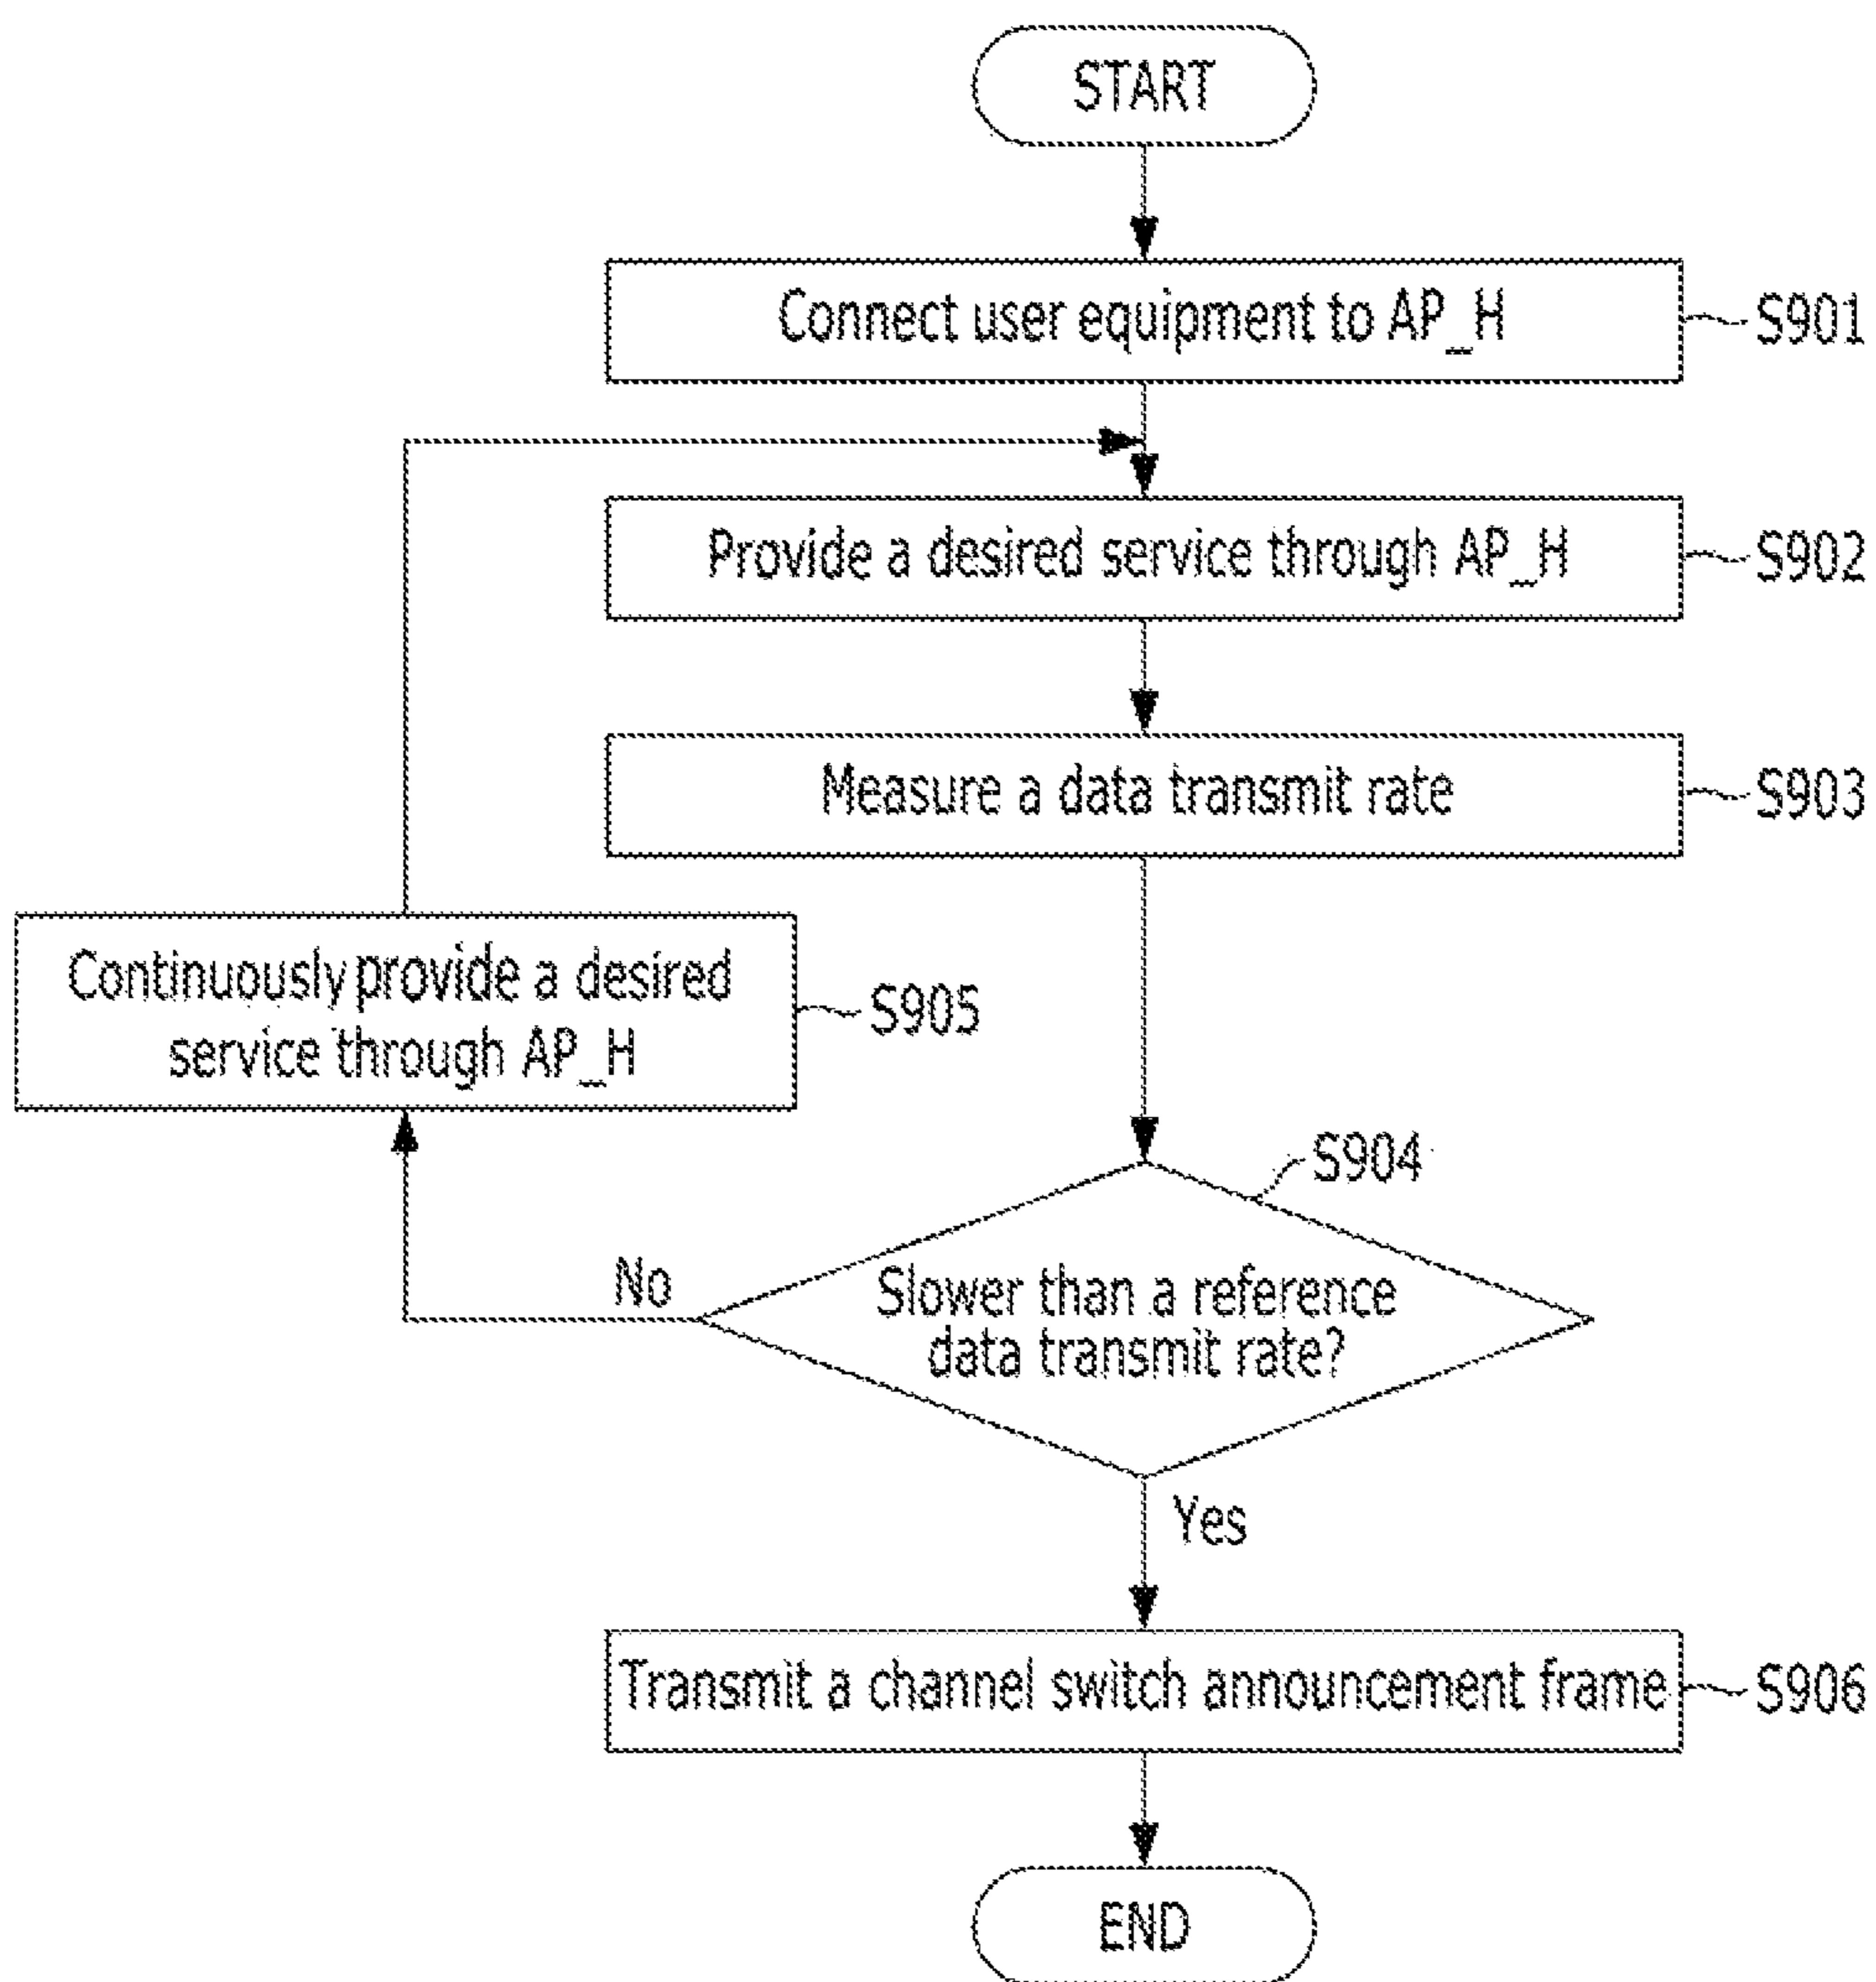 START
Connect user equipment to AP_H
S901
Provide a desired service through AP_H
S902
Measure a data transmit rate
S903
Continuously provide a desired
service through AP_H
S905
S904
Slower than a reference
data transmit rate?
No
Yes
Transmit a channel switch announcement frame
S906
END